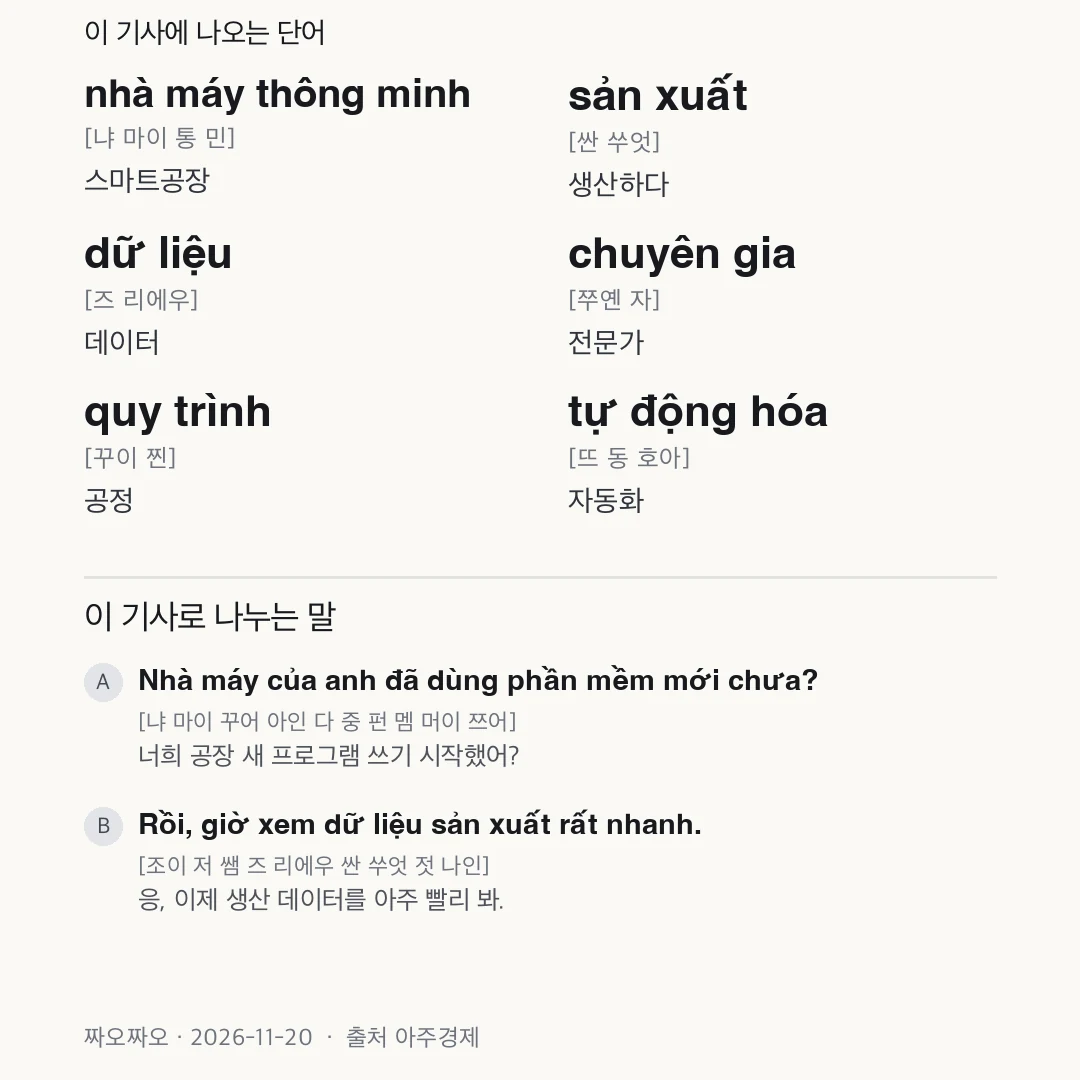 이 기사에 나오는 단어
nhà máy thông minh
[냐 마이 통 민]
스마트공장
sản xuất
[싼 쑤엇]
생산하다
dữ liệu
[즈 리에우]
데이터
chuyên gia
[쭈옌 자]
전문가
quy trình
[꾸이 찐]
공정
tự động hóa
[뜨 동 호아]
자동화
이 기사로 나누는 말
A Nhà máy của anh đã dùng phần mềm mới chưa?
[냐 마이 꾸어 아인 다 중 펀 멤 머이 쯔어]
너희 공장 새 프로그램 쓰기 시작했어?
B Rồi, giờ xem dữ liệu sản xuất rất nhanh.
[조이 저 쌤 즈 리에우 싼 쑤엇 젓 나인]
응, 이제 생산 데이터를 아주 빨리 봐.
짜오짜오 · 2026-11-20 · 출처 아주경제